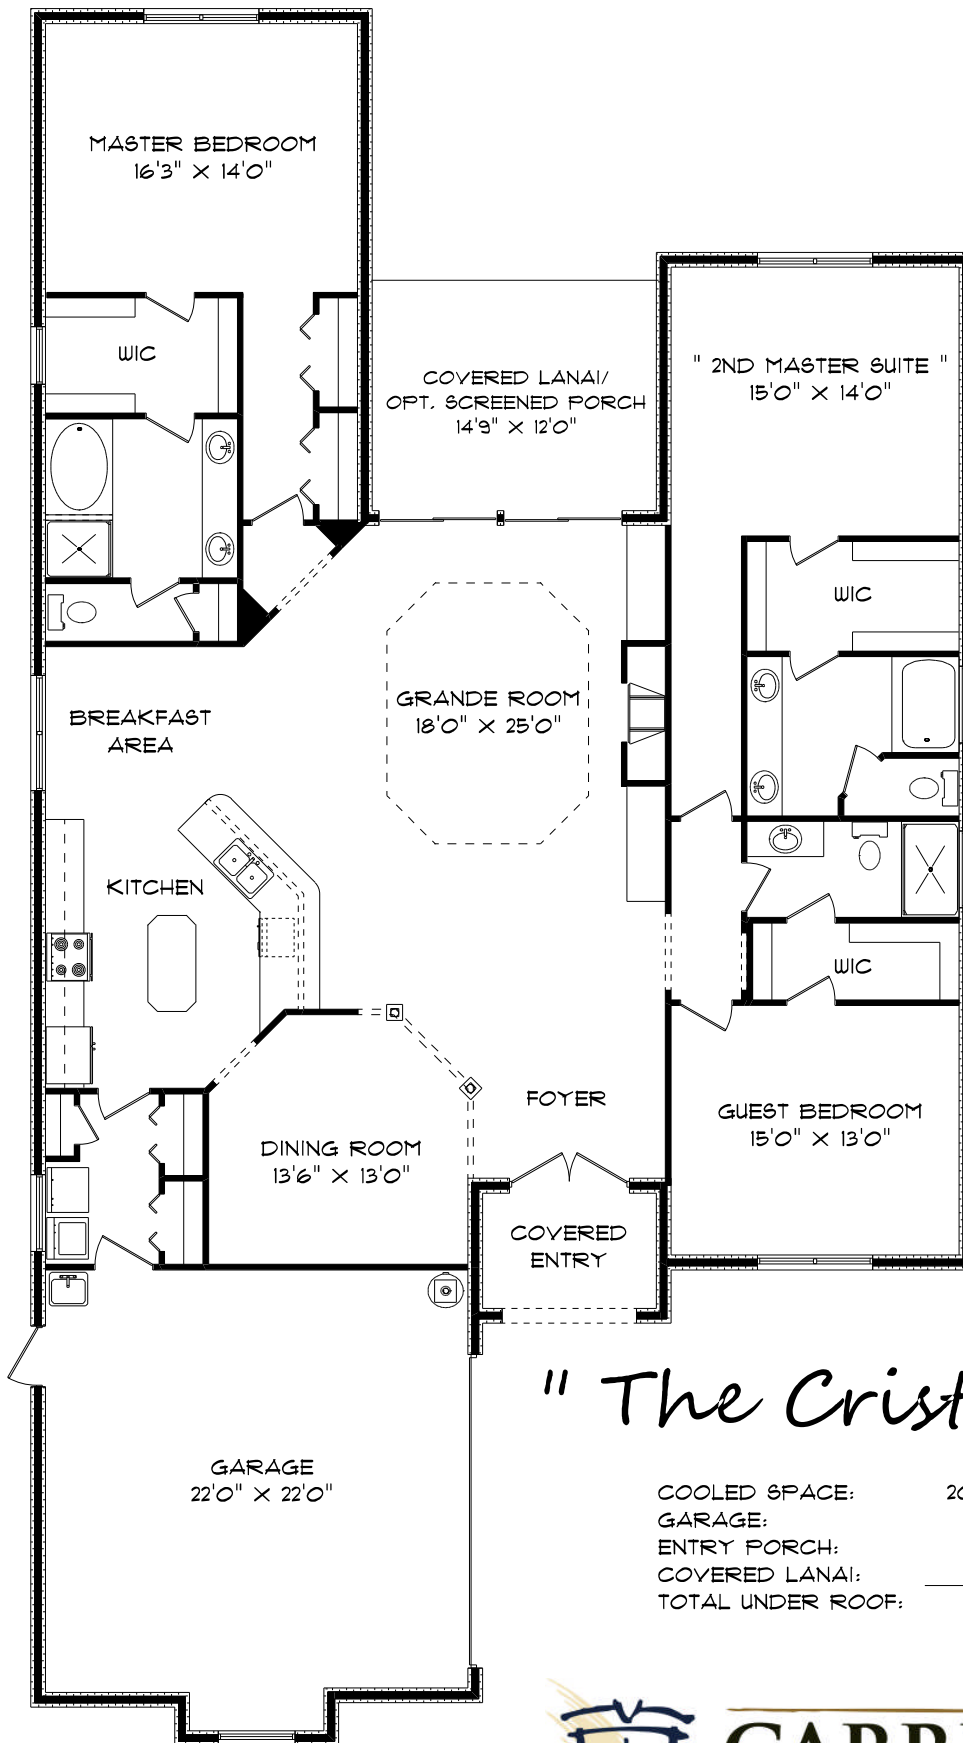 MASTER BEDROOM
16'3" X 14'0"
WIC
COVERED LANAI/
OPT. SCREENED PORCH
14'9" X 12'0"
" 2ND MASTER SUITE "
15'0" X 14'0"
WIC
GRANDE ROOM
18'0" X 25'0"
BREAKFAST
AREA
KITCHEN
WIC
FOYER
GUEST BEDROOM
15'0" X 13'0"
DINING ROOM
13'6" X 13'0"
COVERED
ENTRY
" The Crist
GARAGE
22'0" X 22'0"
COOLED SPACE:
GARAGE:
ENTRY PORCH:
COVERED LANAI:
TOTAL UNDER ROOF: